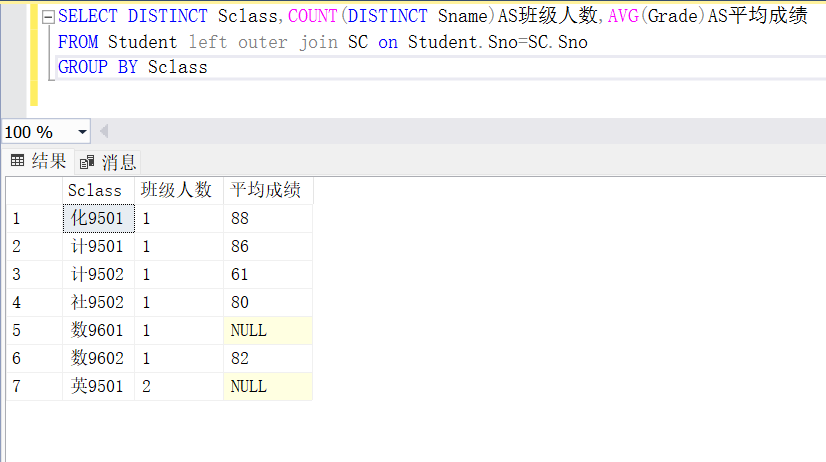 SELECT DISTINCT Sclass,COUNT(DISTINCT Sname)AS班级人数,AVG(Grade)AS平均成绩
FROM Student left outer join SC on Student.Sno=SC.Sno
GROUP BY Sclass
100 %
结果 消息
Sclass 班级人数 平均成绩
1 化9501 1 88
2 计9501 1 86
3 计9502 1 61
4 社9502 1 80
5 数9601 1 NULL
6 数9602 1 82
7 英9501 2 NULL